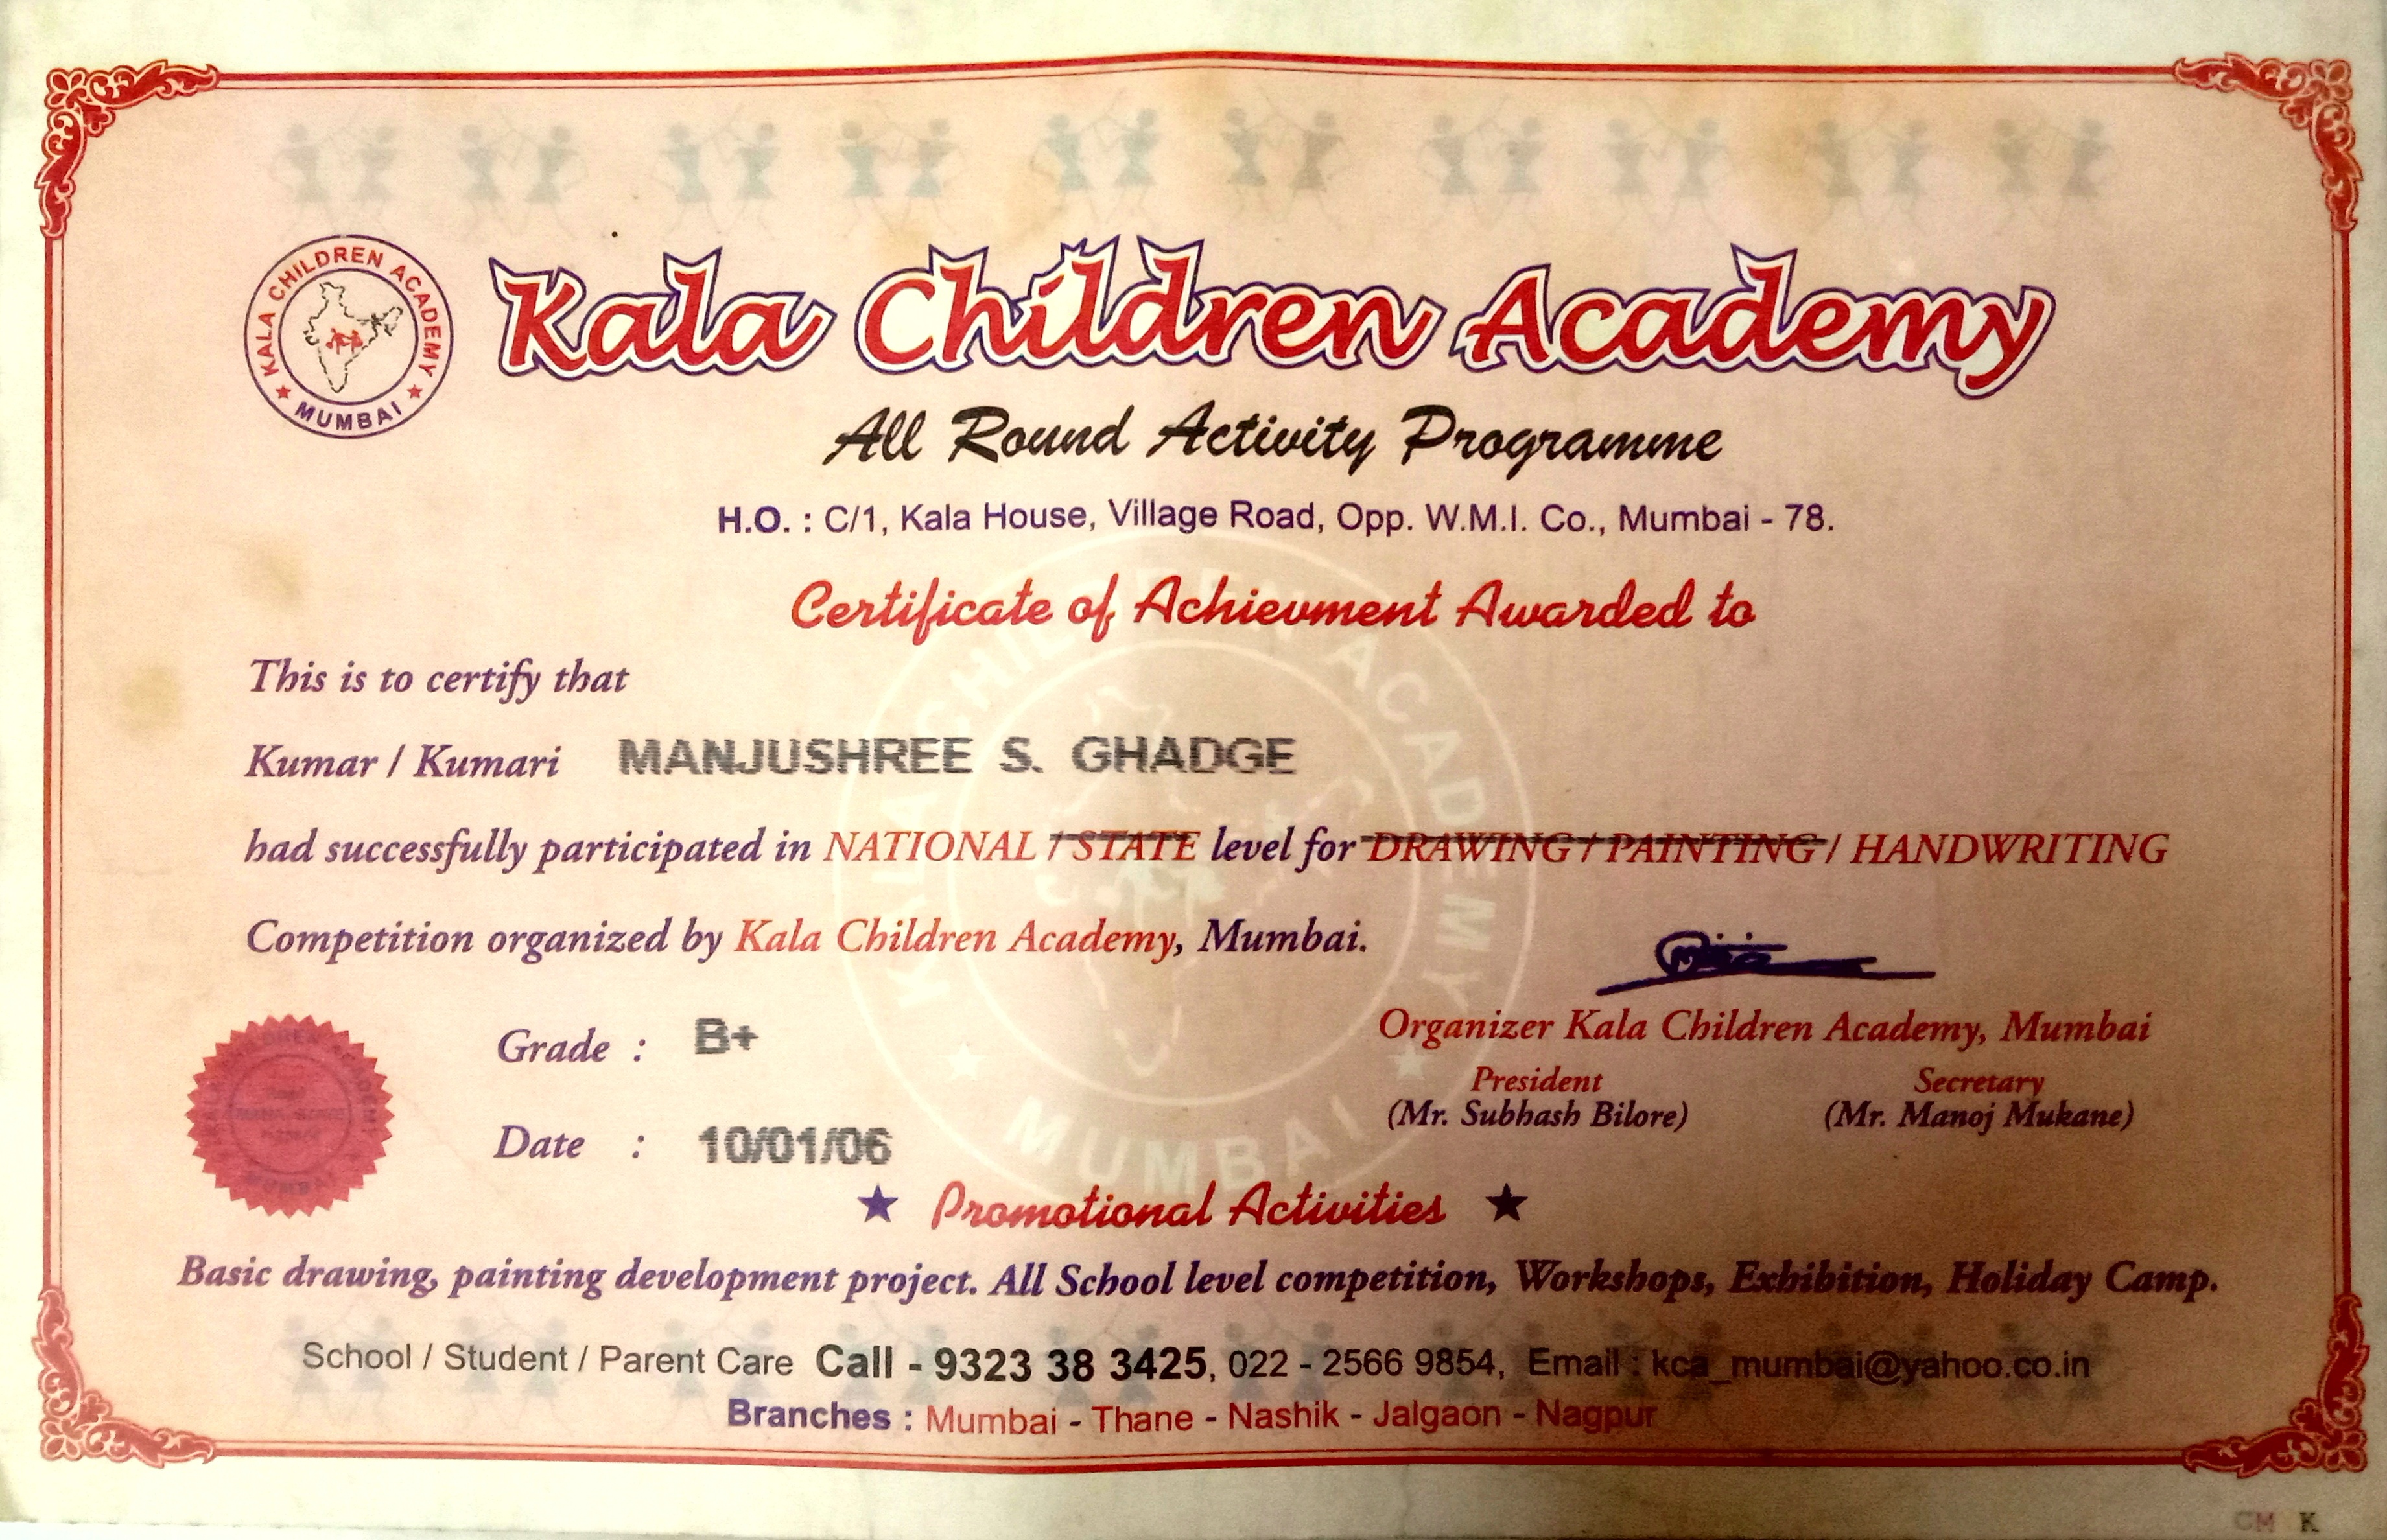 KALA CHILDREN ACADEMY
MUMBAI
Kala Children Academy
All Round Activity Programme
H.O. : C/1, Kala House, Village Road, Opp. W.M.I. Co., Mumbai - 78.
Certificate of Achievment Awarded to
This is to certify that
Kumar / Kumari MANJUSHREE S. GHADGE
had successfully participated in NATIONAL / STATE level for DRAWING / PAINTING / HANDWRITING
Competition organized by Kala Children Academy, Mumbai.
Organizer Kala Children Academy, Mumbai
President Secretary
(Mr. Subhash Bilore) (Mr. Manoj Mukane)
Grade : B+
Date : 10/01/06
KALA CHILDREN ACADEMY
MUMBAI
★ Promotional Activities ★
Basic drawing, painting development project. All School level competition, Workshops, Exhibition, Holiday Camp.
School / Student / Parent Care Call - 9323 38 3425, 022 - 2566 9854, Email : kca_mumbai@yahoo.co.in
Branches : Mumbai - Thane - Nashik - Jalgaon - Nagpur
CM K